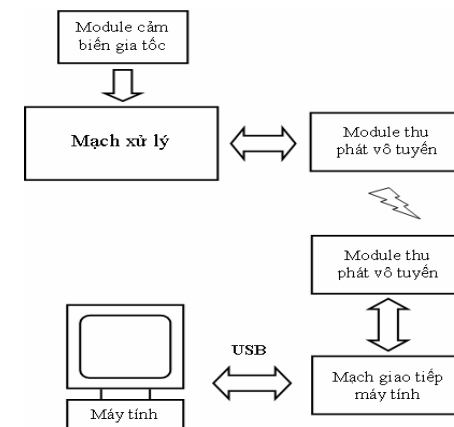 Module cảm
biến gia tốc
Mạch xử lý
Module thu
phát vô tuyến
Module thu
phát vô tuyến
USB
Mạch giao tiếp
máy tính
Máy tính